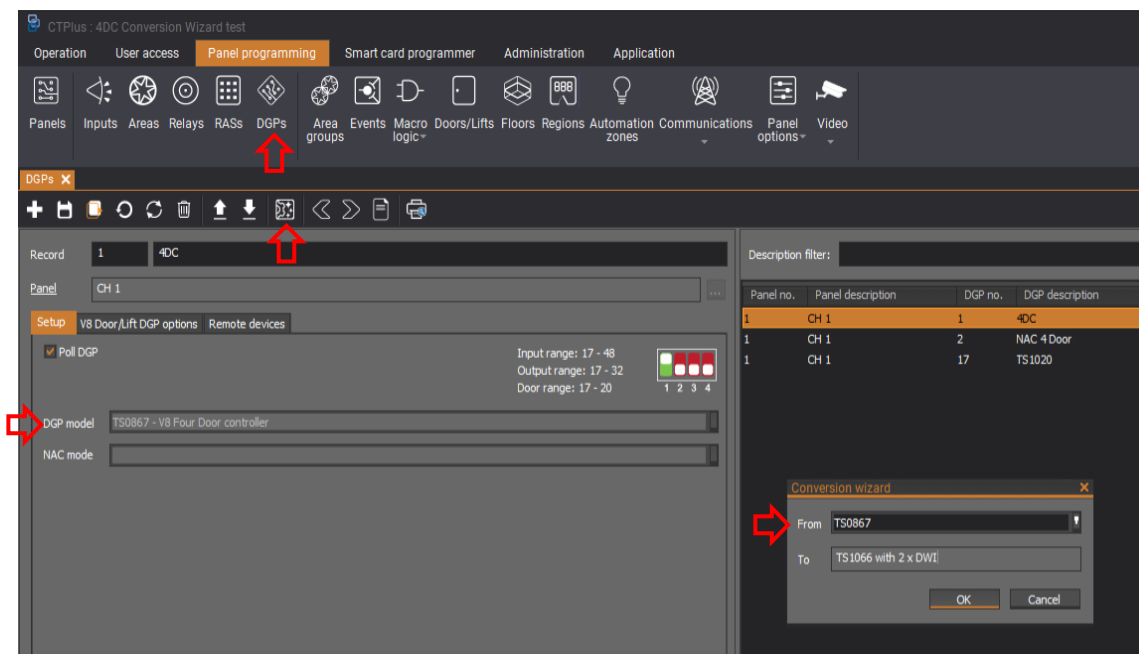 CTPlus : 4DC Conversion Wizard test
Operation User access Panel programming Smart card programmer Administration Application
Panels Inputs Areas Relays RASs DGPs Area groups Events Macro logic Doors/Lifts Floors Regions Automation zones Communications Panel options Video
888
DGPs
Record 1 4DC
Description filter:
Panel CH 1 ...
Panel no. Panel description DGP no. DGP description
1 CH 1 1 4DC
1 CH 1 2 NAC 4 Door
1 CH 1 17 TS1020
Setup V8 Door/Lift DGP options Remote devices
Poll DGP
Input range: 17 - 48
Output range: 17 - 32
Door range: 17 - 20
1 2 3 4
DGP model TS0867 - V8 Four Door controller
NAC mode
Conversion wizard
From TS0867
To TS1066 with 2 x DWI
OK Cancel